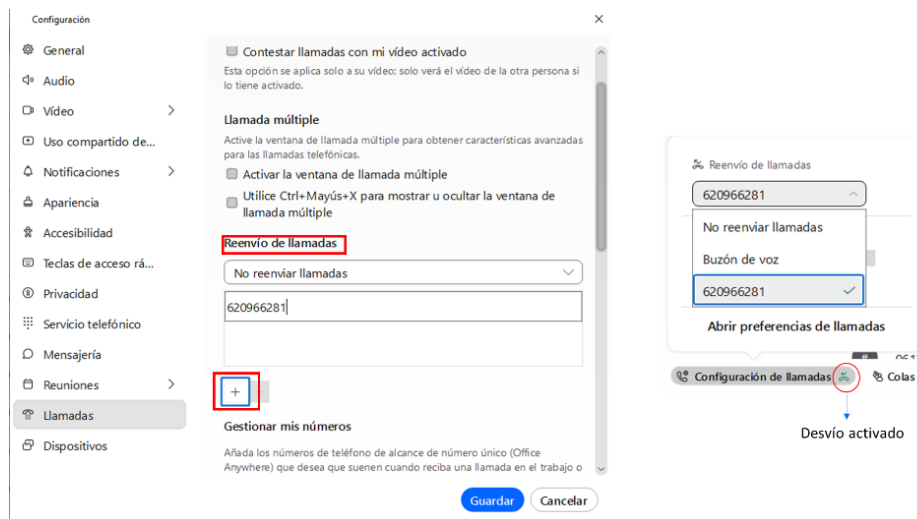 Configuración
General
Audio
Vídeo
Uso compartido de...
Notificaciones
Apariencia
Accesibilidad
Teclas de acceso rá...
Privacidad
Servicio telefónico
Mensajería
Reuniones
Llamadas
Dispositivos
Contestar llamadas con mi vídeo activado
Esta opción se aplica solo a su vídeo; solo verá el vídeo de la otra persona si
lo tiene activado.
Llamada múltiple
Active la ventana de llamada múltiple para obtener características avanzadas
para las llamadas telefónicas.
Activar la ventana de llamada múltiple
Utilice Ctrl+Mayús+X para mostrar u ocultar la ventana de
llamada múltiple
Reenvío de llamadas
No reenviar llamadas
620966281
+
Gestionar mis números
Añada los números de teléfono de alcance de número único (Office
Anywhere) que desea que suenen cuando reciba una llamada en el trabajo o
Guardar
Cancelar
Reenvío de llamadas
620966281
No reenviar llamadas
Buzón de voz
620966281
Abrir preferencias de llamadas
Configuración de llamadas
Colas
Desvío activado